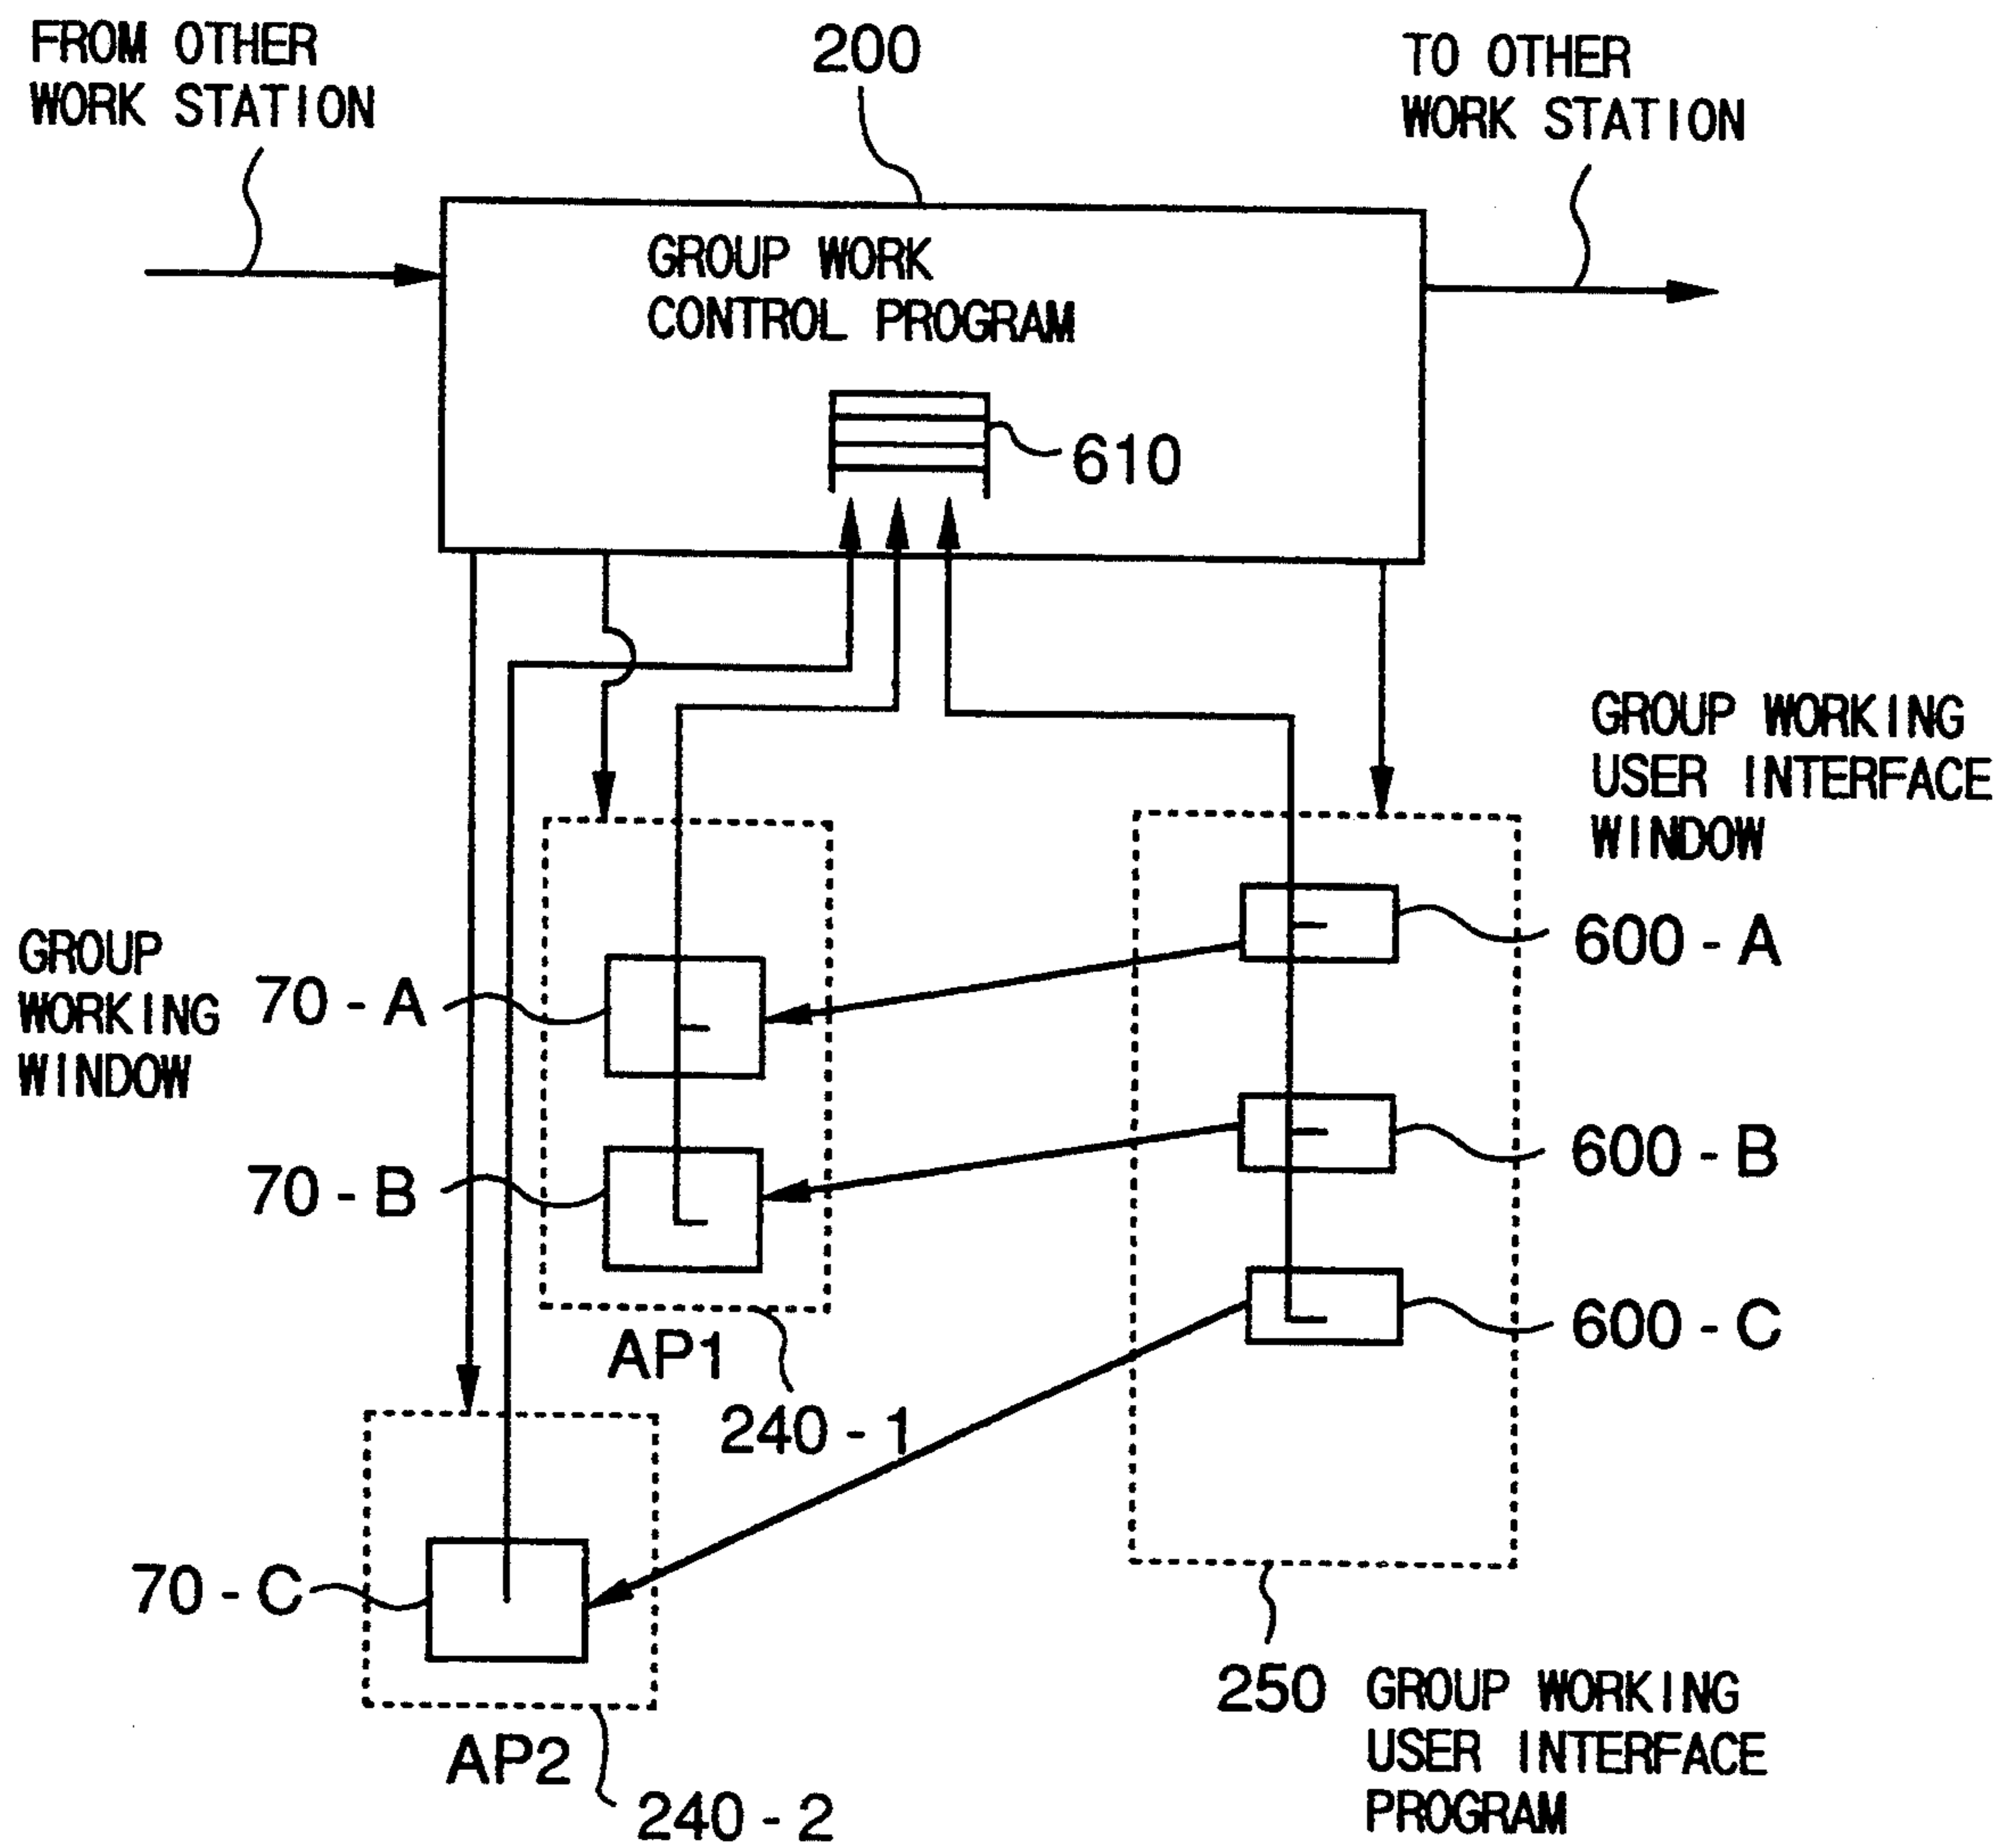 FROM OTHER
WORK STATION
200
TO OTHER
WORK STATION
GROUP WORK
CONTROL PROGRAM
610
GROUP WORKING
USER INTERFACE
WINDOW
GROUP
WORKING
WINDOW
70 - A
600 - A
70 - B
600 - B
600 - C
AP1
240 - 1
70 - C
AP2
240 - 2
250
GROUP WORKING
USER INTERFACE
PROGRAM